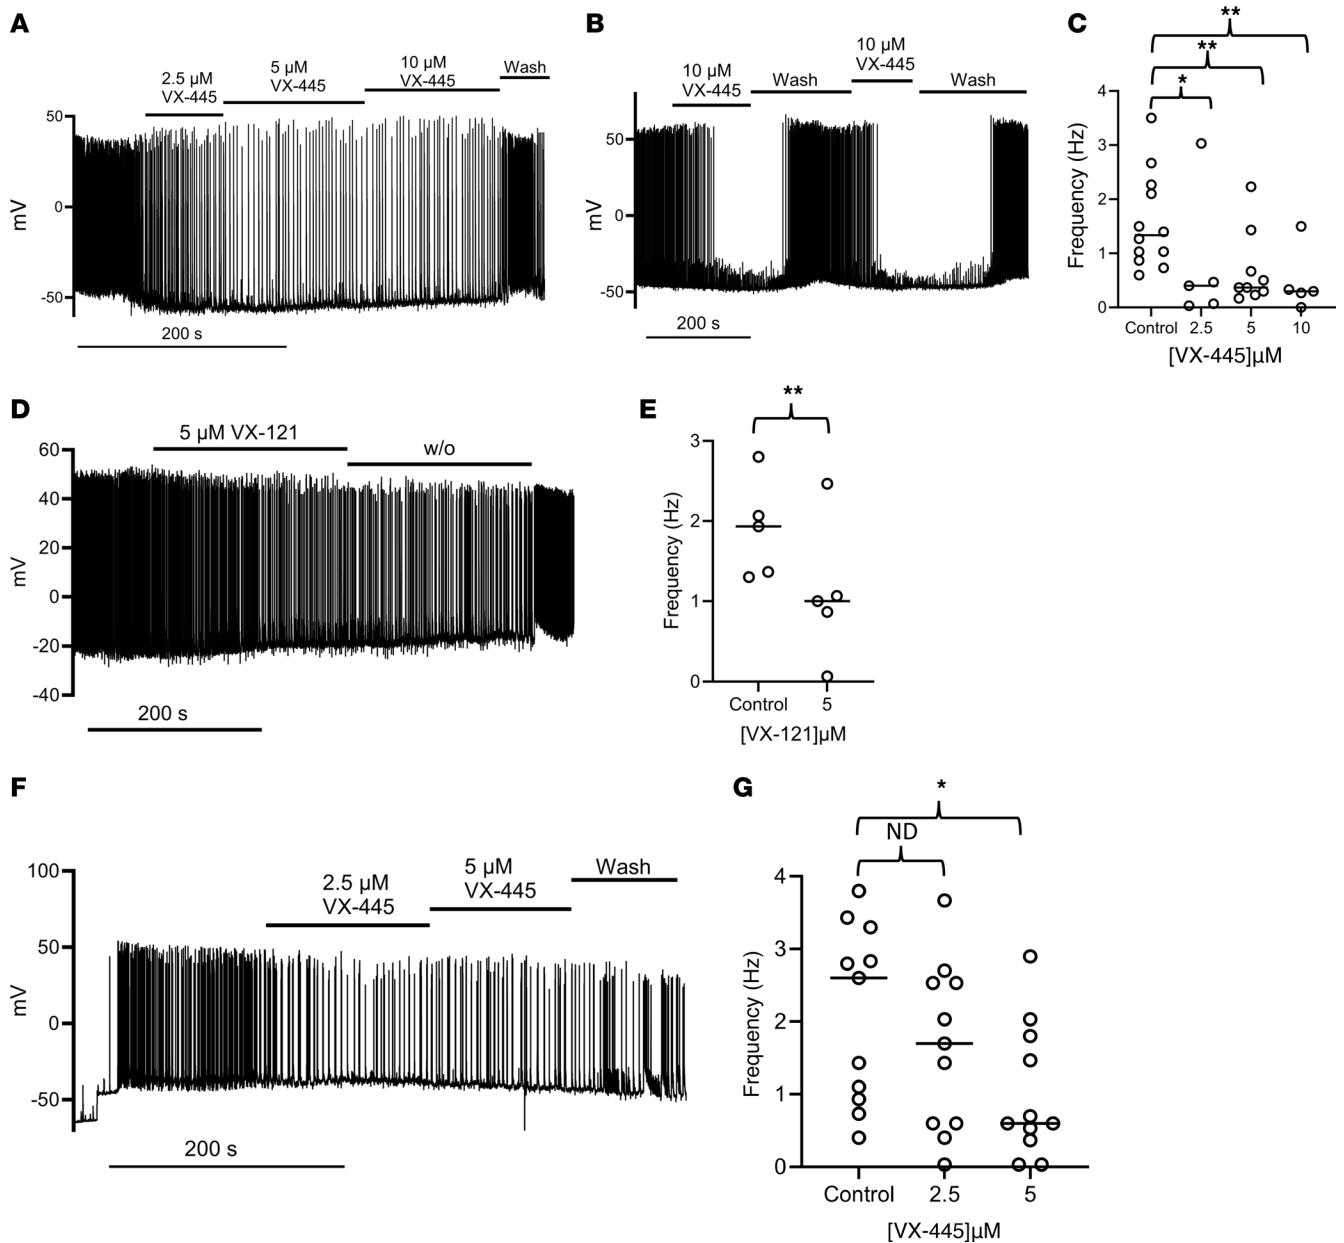 A
2.5 µM
VX-445
5 µM
VX-445
10 µM
VX-445
Wash
50
0
-50
mV
200 s
B
10 µM
VX-445
Wash
10 µM
VX-445
Wash
50
0
-50
mV
200 s
C
**
**
*
4
3
2
1
0
Frequency (Hz)
Control 2.5 5 10
[VX-445]µM
D
5 µM VX-121
w/o
60
40
20
0
-20
-40
mV
200 s
E
**
3
2
1
0
Frequency (Hz)
Control 5
[VX-121]µM
F
2.5 µM
VX-445
5 µM
VX-445
Wash
100
50
0
-50
mV
200 s
G
*
ND
4
3
2
1
0
Frequency (Hz)
Control 2.5 5
[VX-445]µM